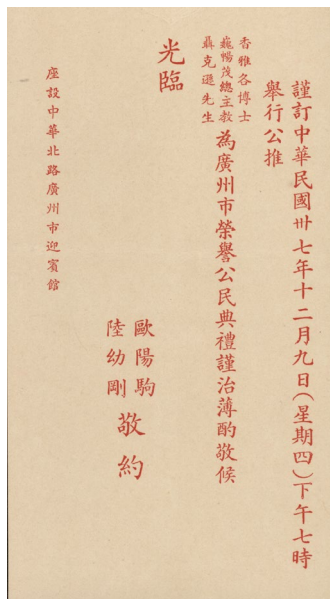 謹訂中華民國卅七年十二月九日(星期四)下午七時
舉行公推
香雅各博士
龐暢茂總主教
聶克遜先生
為廣州市榮譽公民典禮謹治薄酌敬候
光臨
歐陽駒
陸幼剛
敬約
座設中華北路廣州市迎賓館